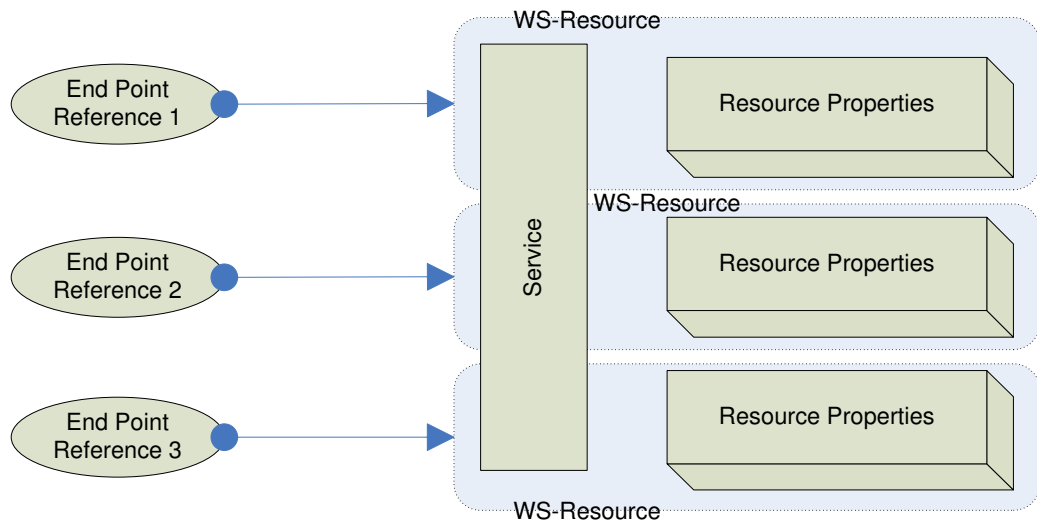 WS-Resource
End Point
Reference 1
Resource Properties
WS-Resource
End Point
Reference 2
Service
Resource Properties
End Point
Reference 3
Resource Properties
WS-Resource